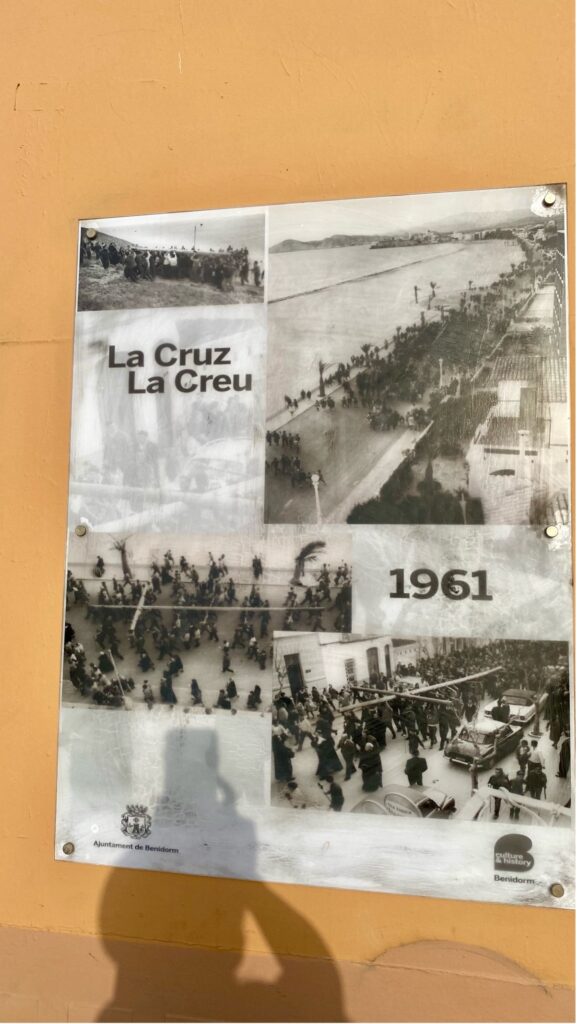 La Cruz
La Creu
1961
Ajuntament de Benidorm
culture
& history
Benidorm